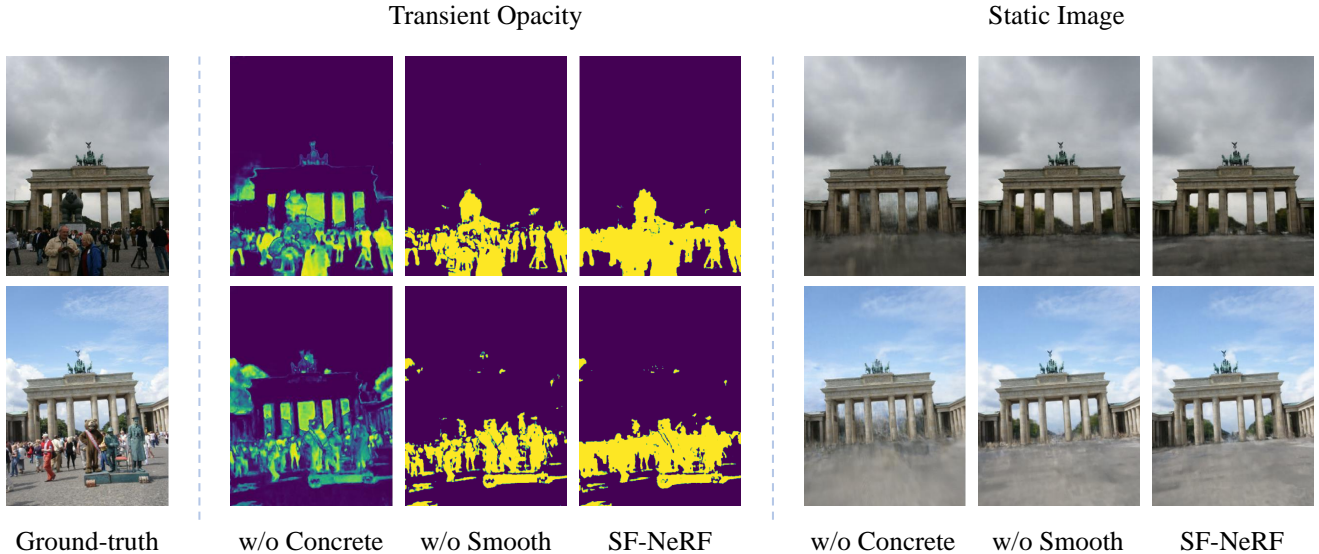 Transient Opacity
Static Image
Ground-truth
w/o Concrete
w/o Smooth
SF-NeRF
w/o Concrete
w/o Smooth
SF-NeRF